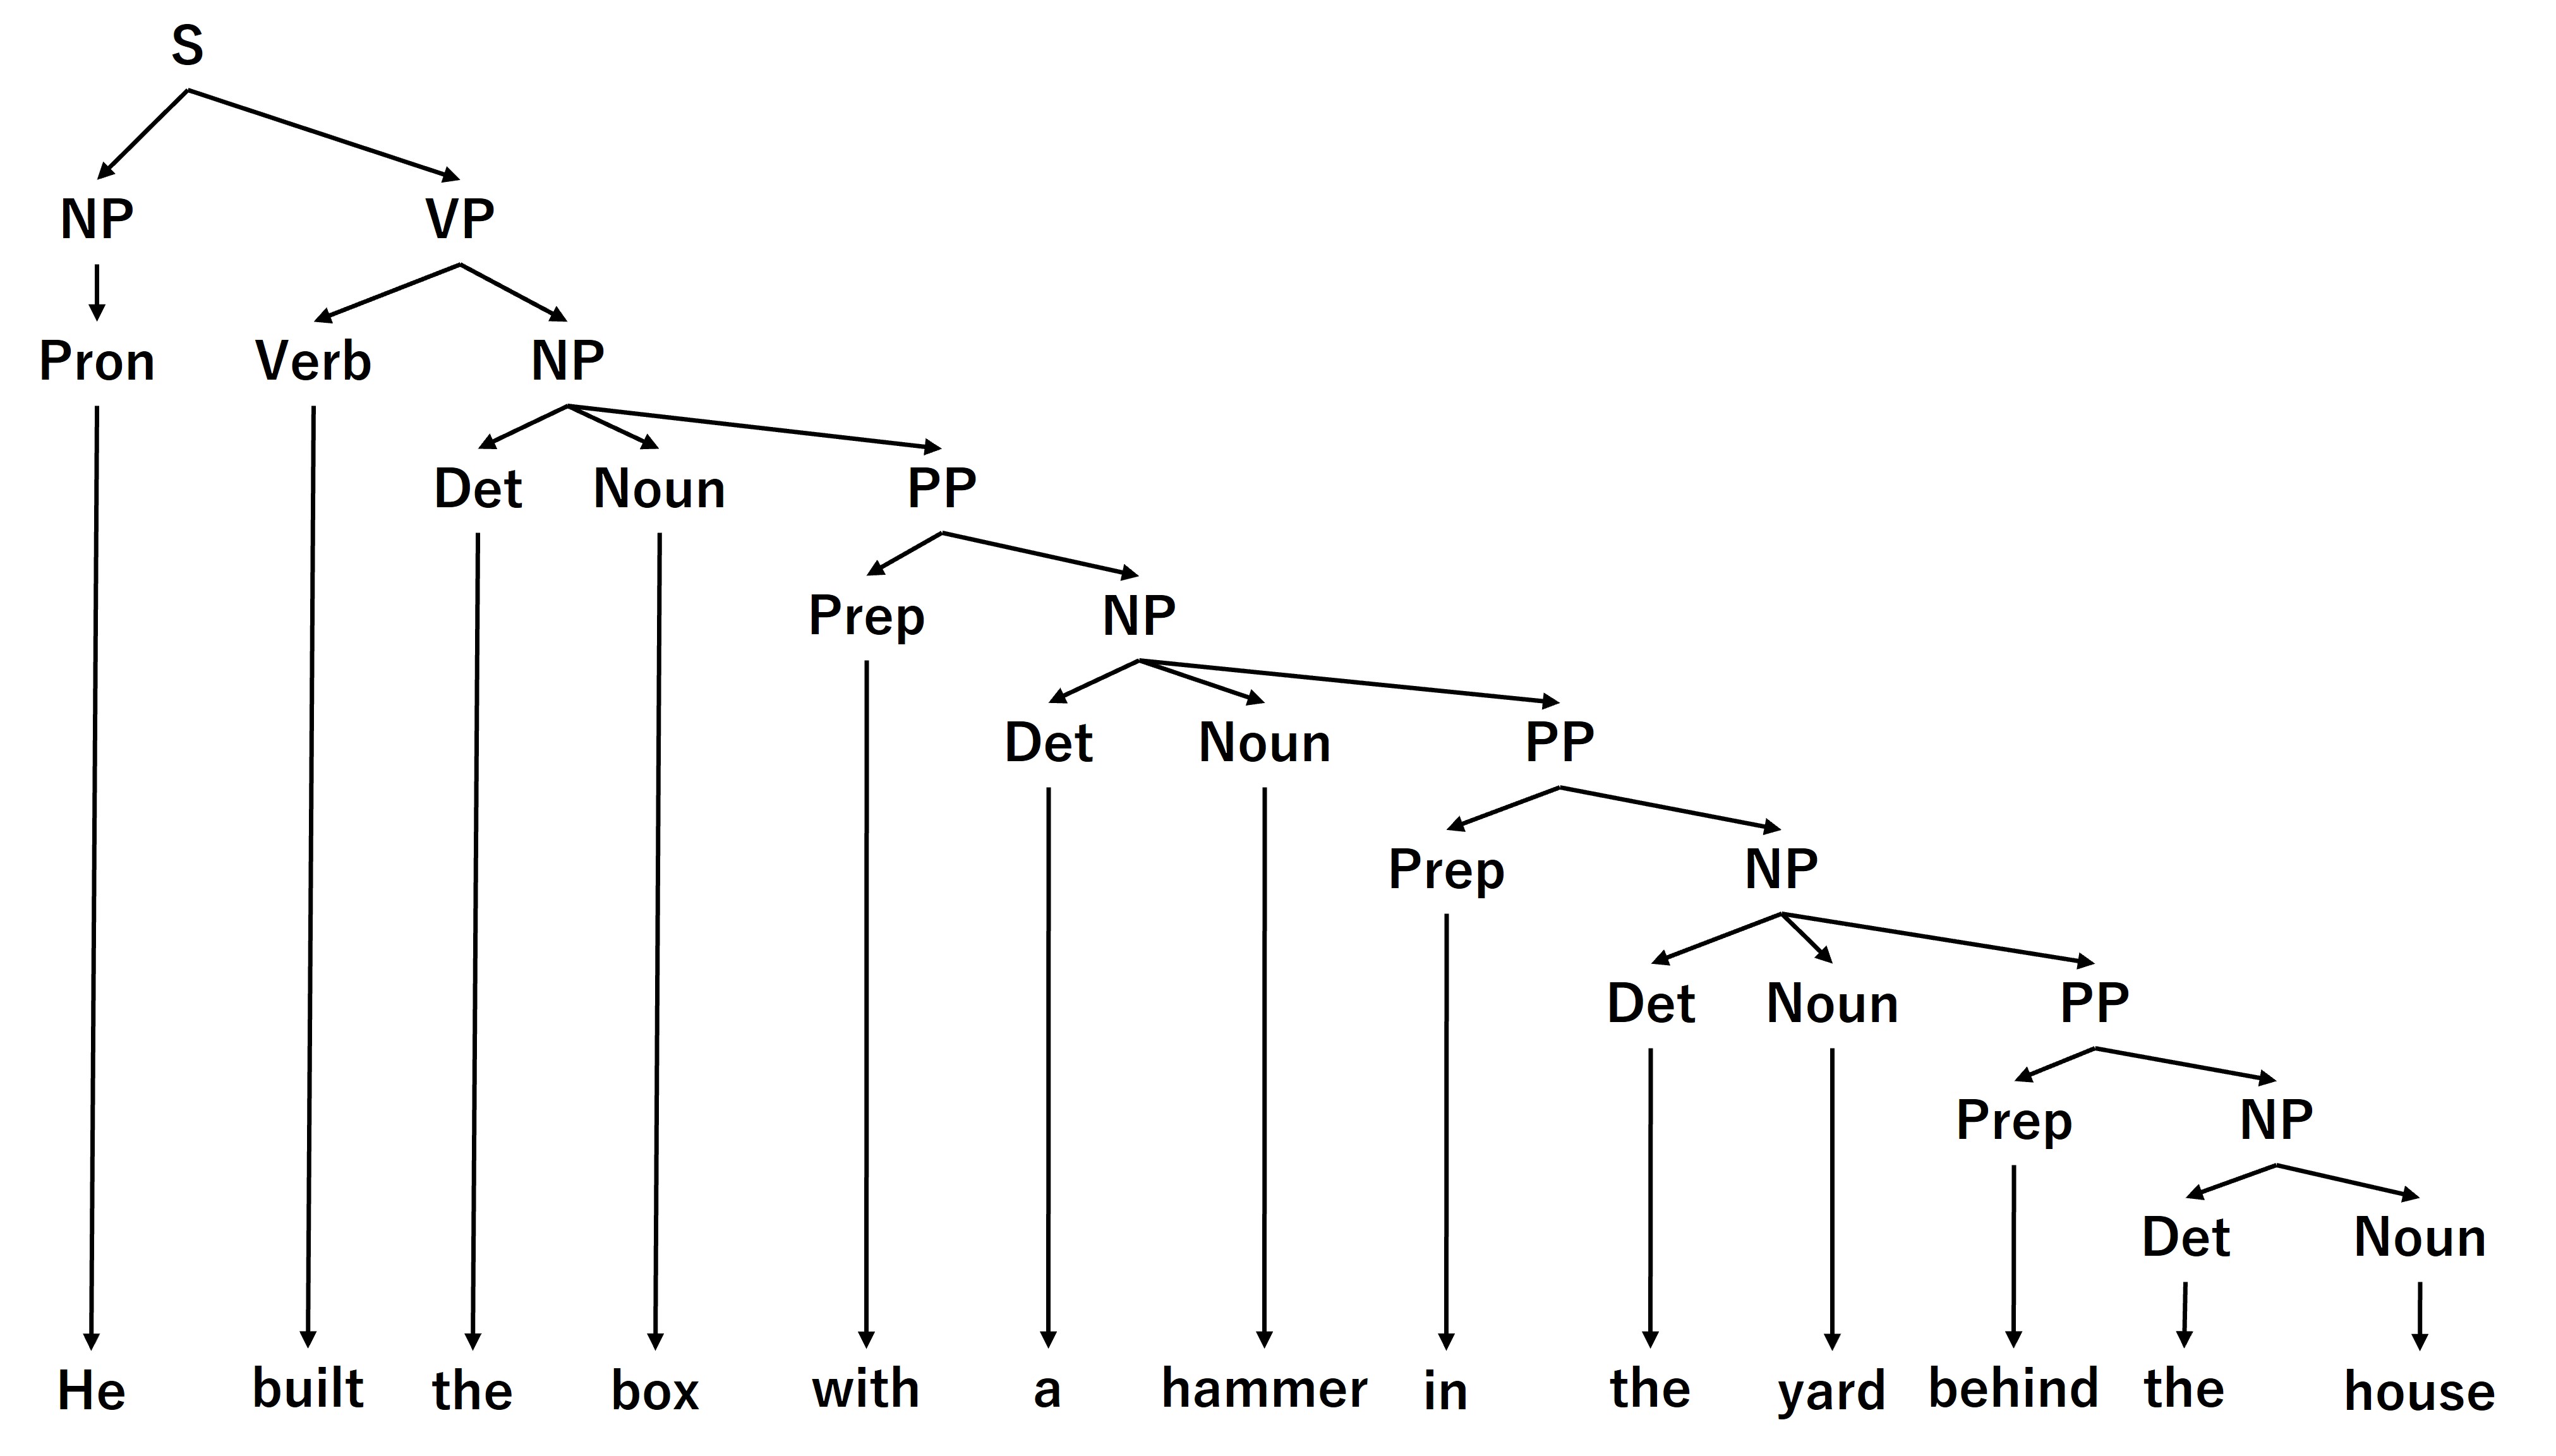 S
NP VP
Pron Verb NP
Det Noun PP
Prep NP
Det Noun PP
Prep NP
Det Noun PP
Prep NP
Det Noun
He built the box with a hammer in the yard behind the house